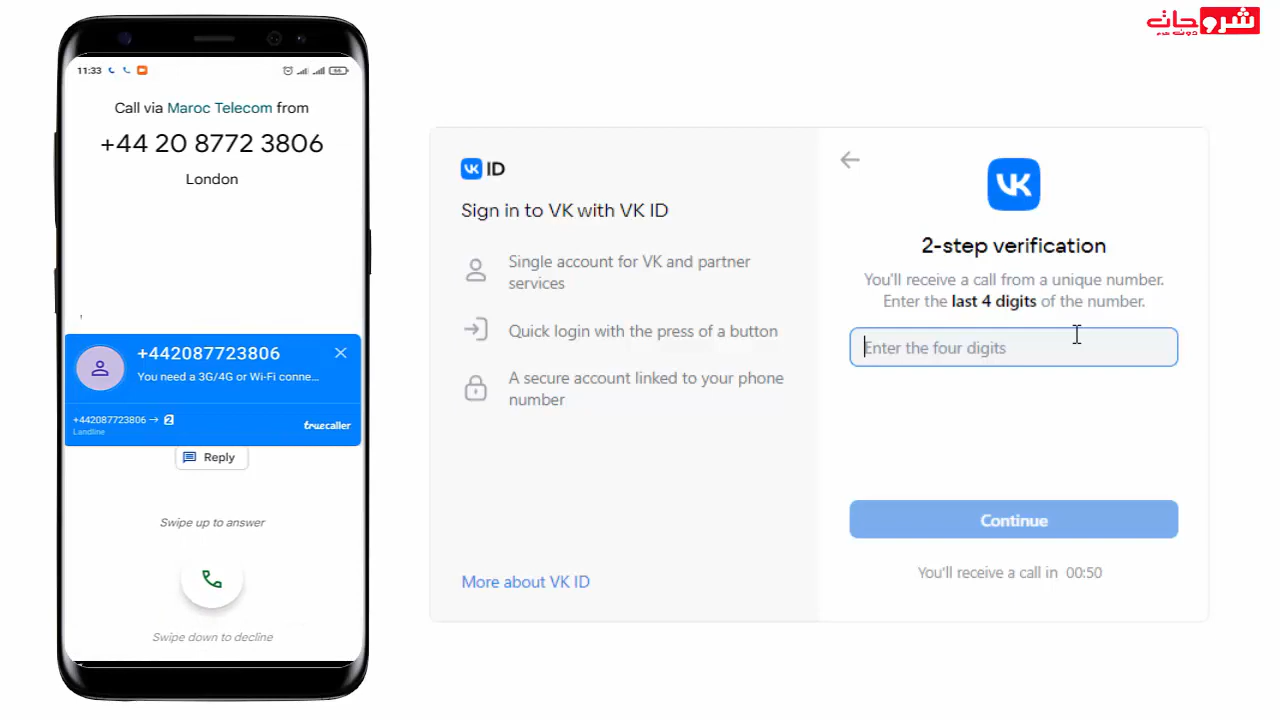 شروحات
11:33
Call via Maroc Telecom from
+44 20 8772 3806
London
+442087723806
You need a 3G/4G or Wi-Fi conne...
+442087723806 → 2
Landline
truecaller
Reply
Swipe up to answer
Swipe down to decline
VK ID
Sign in to VK with VK ID
Single account for VK and partner
services
Quick login with the press of a button
A secure account linked to your phone
number
More about VK ID
VK
2-step verification
You'll receive a call from a unique number.
Enter the last 4 digits of the number.
Enter the four digits
Continue
You'll receive a call in 00:50